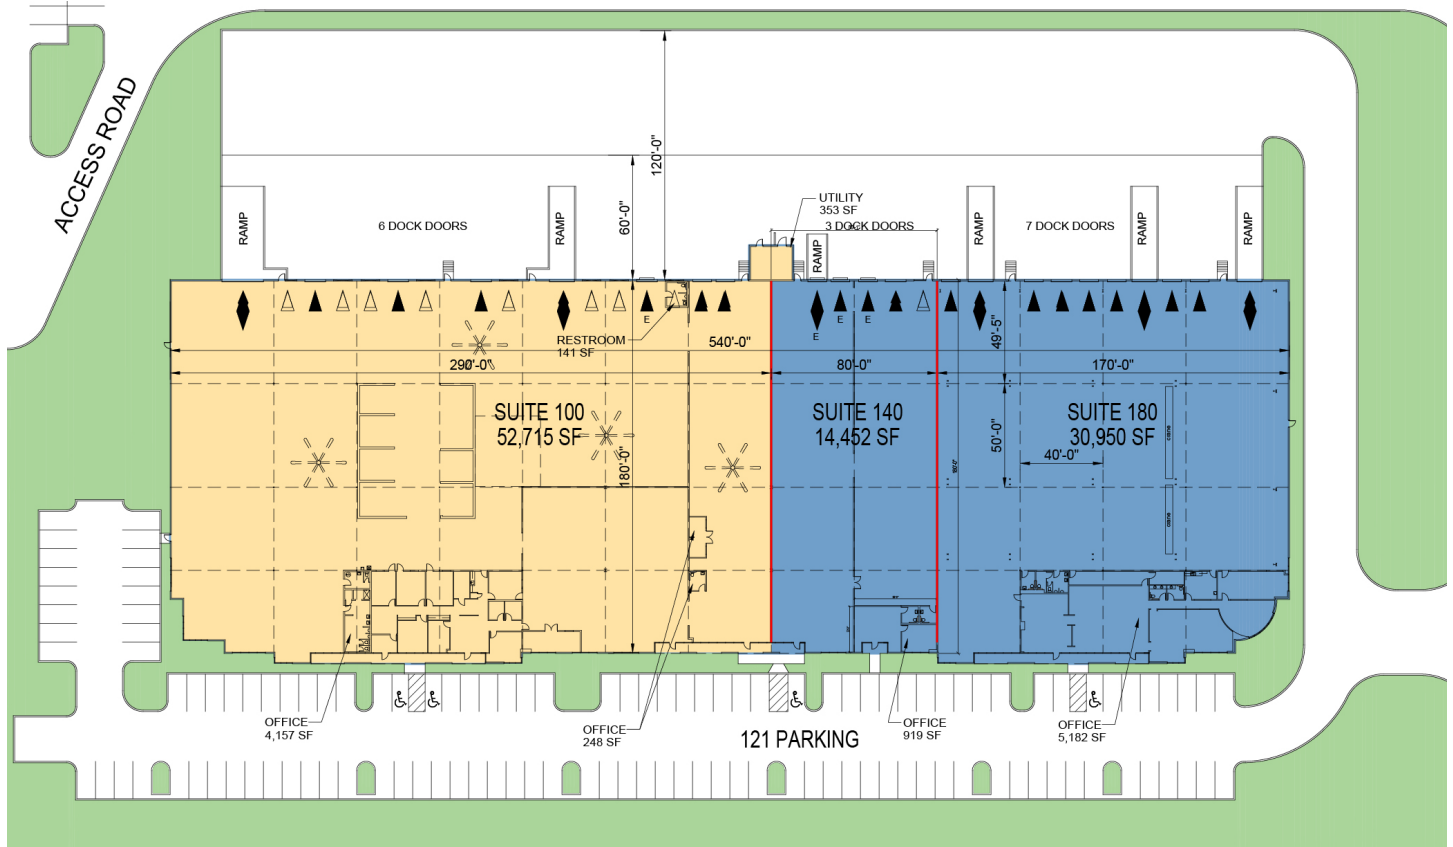 ACCESS ROAD
120'-0"
60'-0"
UTILITY
353 SF
RAMP
6 DOCK DOORS
RAMP
RAMP
3 DOCK DOORS
RAMP
7 DOCK DOORS
RAMP
RAMP
E
E
E
E
RESTROOM
141 SF
540'-0"
49'-5"
290'-0"
80'-0"
170'-0"
SUITE 100
52,715 SF
SUITE 140
14,452 SF
SUITE 180
30,950 SF
180'-0"
50'-0"
40'-0"
OFFICE
4,157 SF
OFFICE
248 SF
121 PARKING
OFFICE
919 SF
OFFICE
5,182 SF